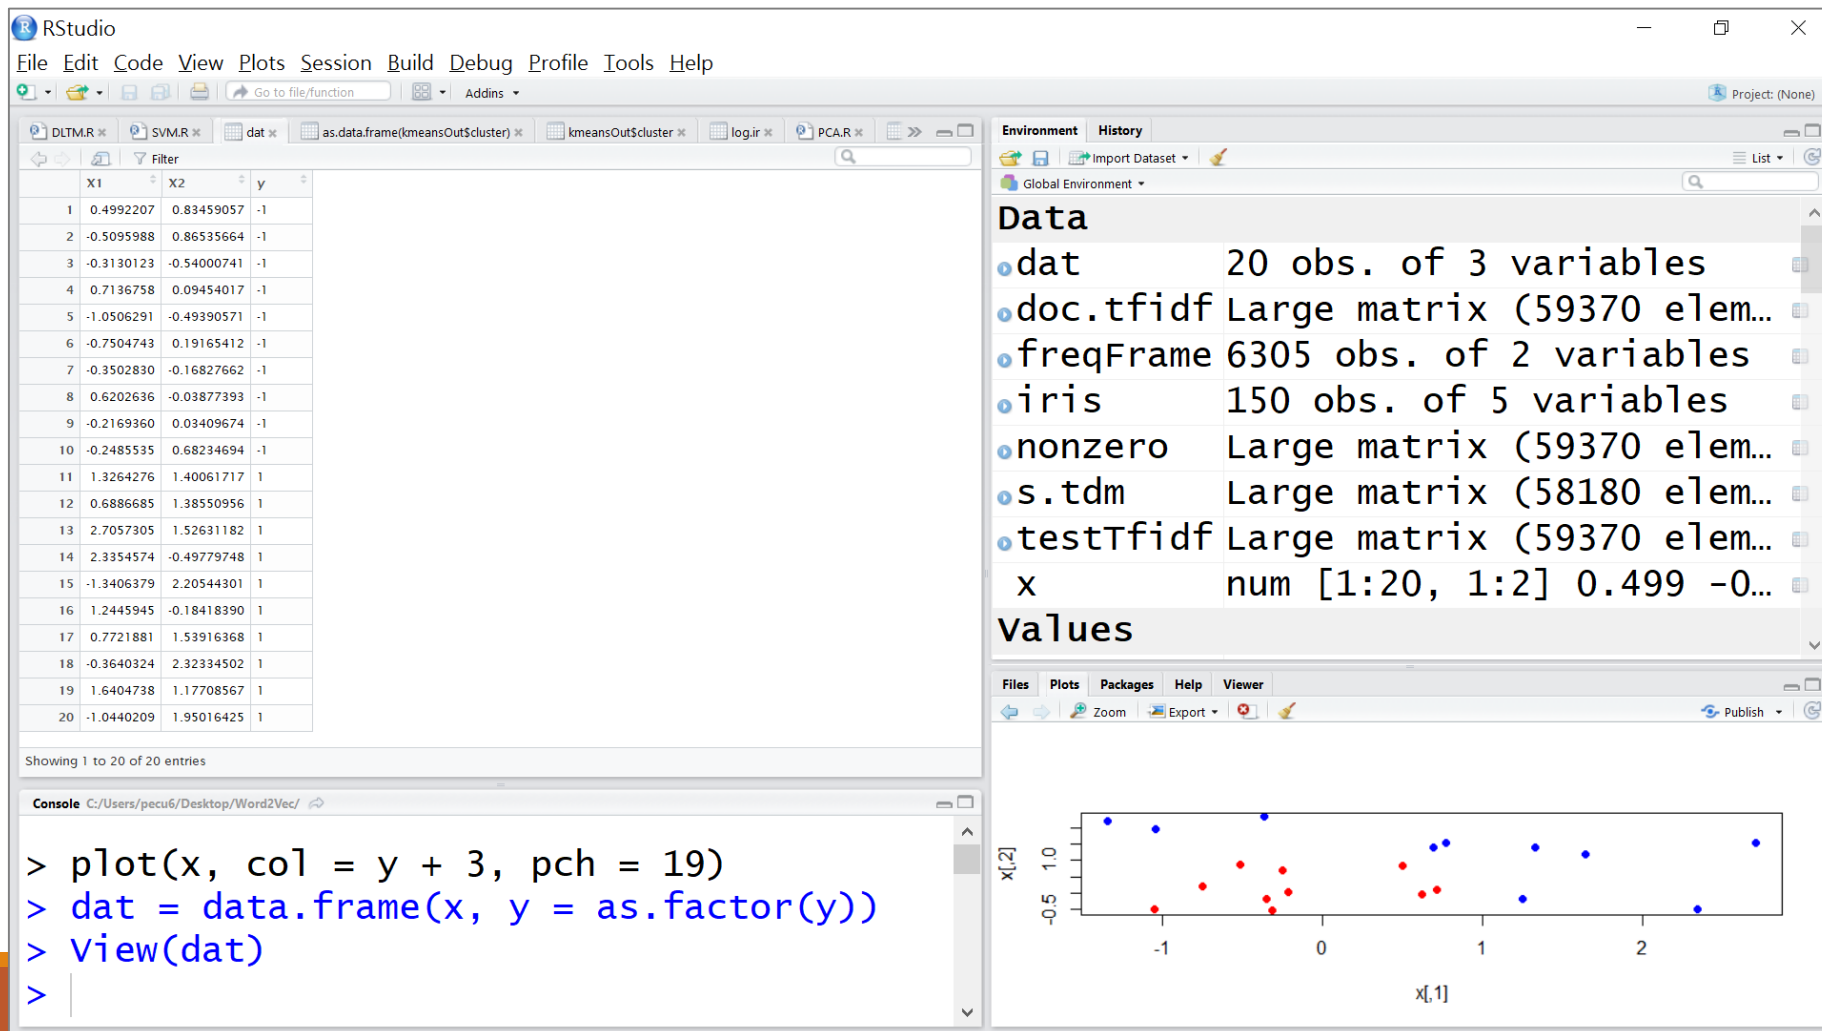 RStudio
File Edit Code View Plots Session Build Debug Profile Tools Help
Go to file/function Addins Project: (None)
DLTM.R SVM.R dat as.data.frame(kmeansOut$cluster) kmeansOut$cluster log.ir PCA.R
Filter
X1 X2 y
1 0.4992207 0.83459057 -1
2 -0.5095988 0.86535664 -1
3 -0.3130123 -0.54000741 -1
4 0.7136758 0.09454017 -1
5 -1.0506291 -0.49390571 -1
6 -0.7504743 0.19165412 -1
7 -0.3502830 -0.16827662 -1
8 0.6202636 -0.03877393 -1
9 -0.2169360 0.03409674 -1
10 -0.2485535 0.68234694 -1
11 1.3264276 1.40061717 1
12 0.6886685 1.38550956 1
13 2.7057305 1.52631182 1
14 2.3354574 -0.49779748 1
15 -1.3406379 2.20544301 1
16 1.2445945 -0.18418390 1
17 0.7721881 1.53916368 1
18 -0.3640324 2.32334502 1
19 1.6404738 1.17708567 1
20 -1.0440209 1.95016425 1
Showing 1 to 20 of 20 entries
Console C:/Users/pecu6/Desktop/Word2Vec/
> plot(x, col = y + 3, pch = 19)
> dat = data.frame(x, y = as.factor(y))
> View(dat)
>
Environment History
Import Dataset List
Global Environment
Data
dat 20 obs. of 3 variables
doc.tfidf Large matrix (59370 elem...
freqFrame 6305 obs. of 2 variables
iris 150 obs. of 5 variables
nonzero Large matrix (59370 elem...
s.tdm Large matrix (58180 elem...
testTfidf Large matrix (59370 elem...
x num [1:20, 1:2] 0.499 -0...
Values
Files Plots Packages Help Viewer
Zoom Export Publish
x[,2]
1.0
-0.5
-1 0 1 2
x[,1]